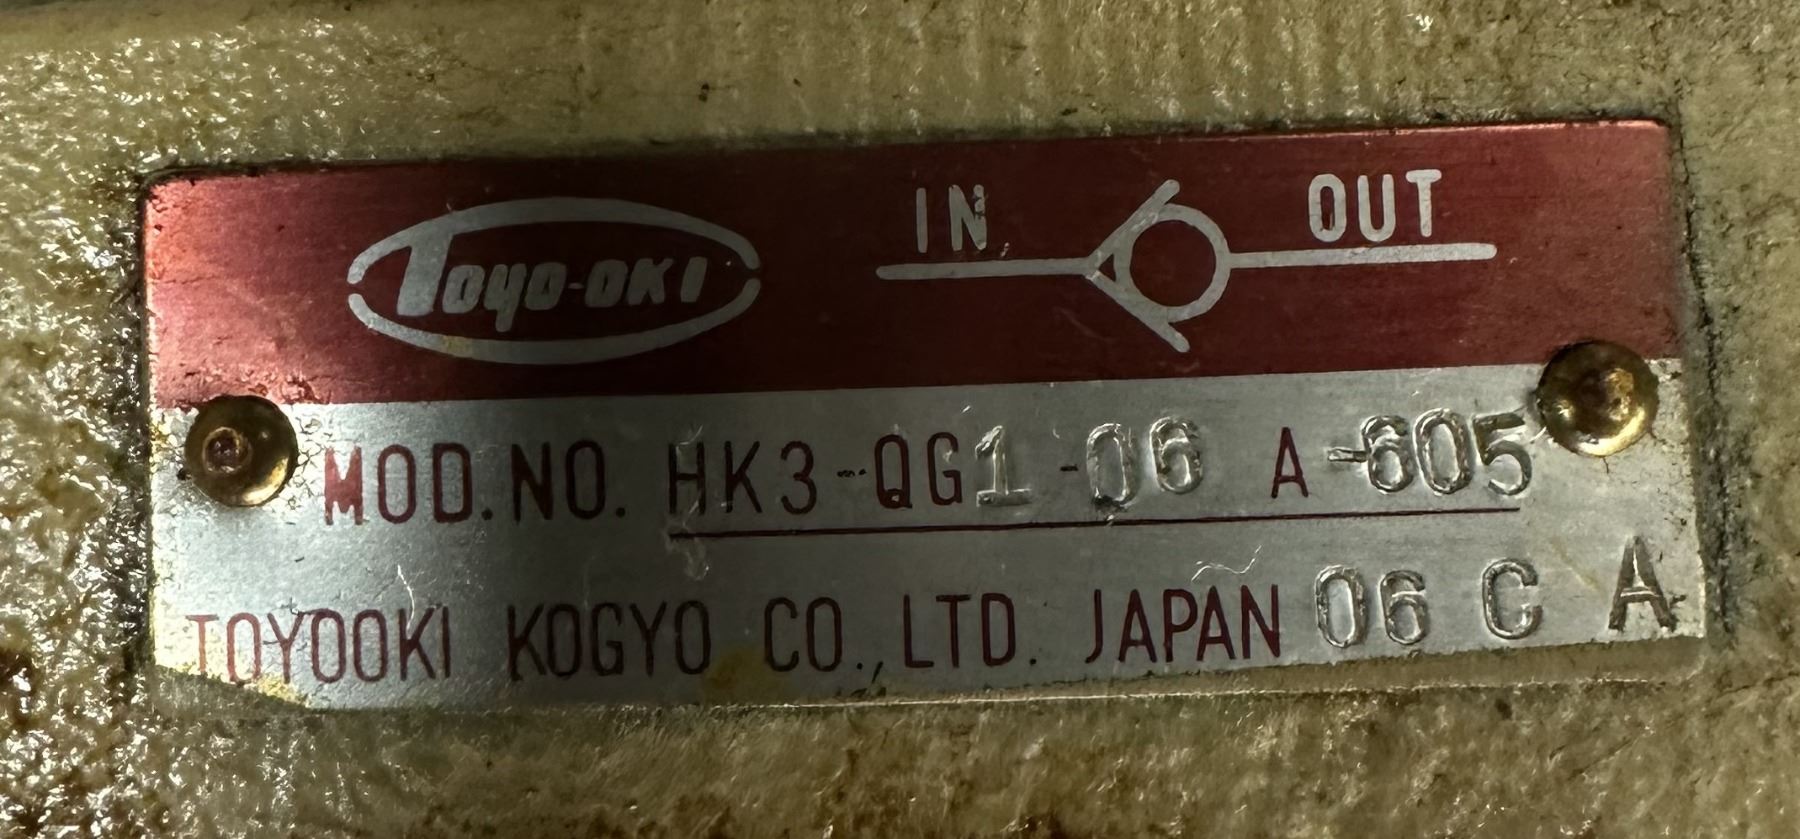 IN OUT
TOYO-OKI
MOD.NO. HK3-QG1-06 A-605
TOYOOKI KOGYO CO.,LTD. JAPAN 06 C A